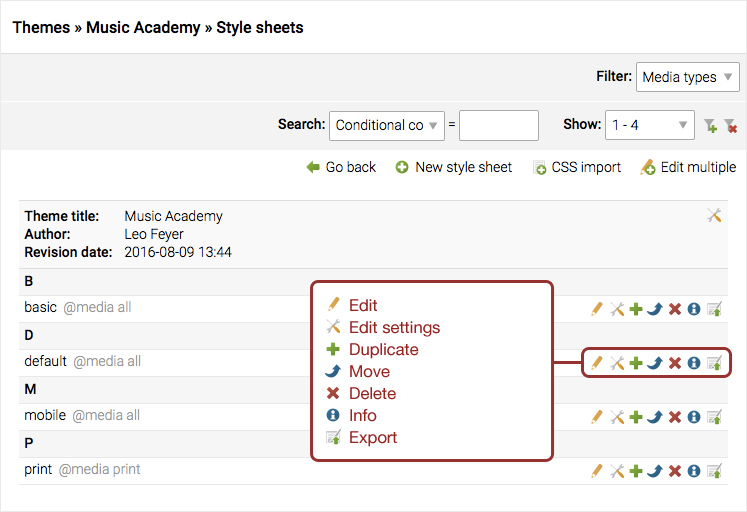 Themes » Music Academy » Style sheets
Filter: Media types
Search: Conditional co = Show: 1 - 4
Go back New style sheet CSS import Edit multiple
Theme title: Music Academy
Author: Leo Feyer
Revision date: 2016-08-09 13:44
B
basic @media all
D
default @media all
M
mobile @media all
P
print @media print
Edit
Edit settings
Duplicate
Move
Delete
Info
Export